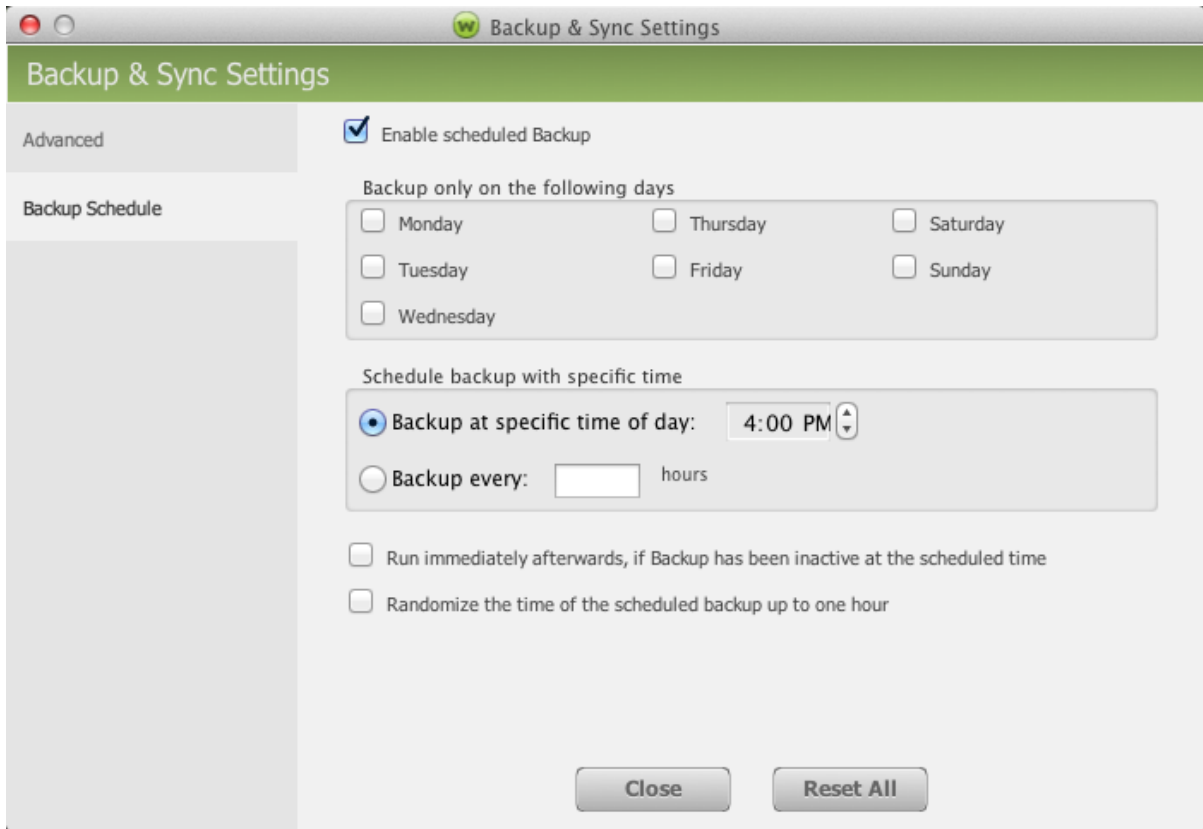 Backup & Sync Settings
Backup & Sync Settings
Advanced
Backup Schedule
Enable scheduled Backup
Backup only on the following days
Monday
Thursday
Saturday
Tuesday
Friday
Sunday
Wednesday
Schedule backup with specific time
Backup at specific time of day: 4:00 PM
Backup every: hours
Run immediately afterwards, if Backup has been inactive at the scheduled time
Randomize the time of the scheduled backup up to one hour
Close
Reset All